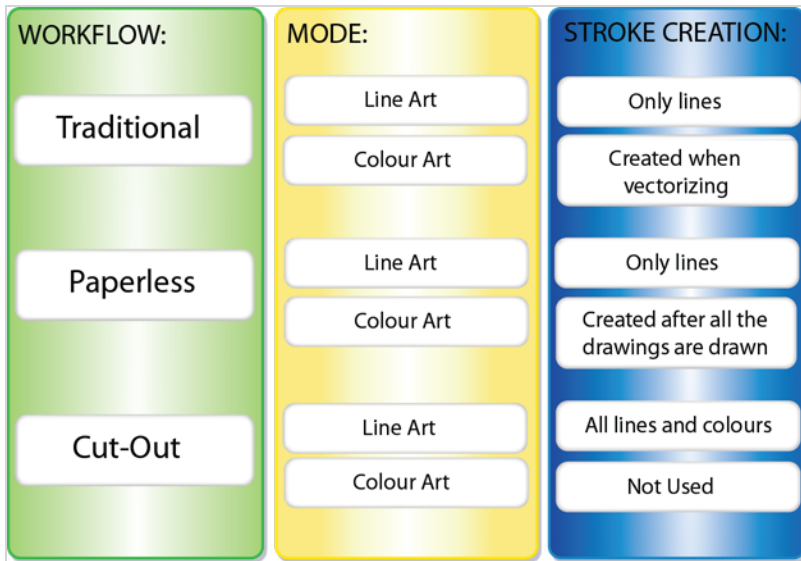 WORKFLOW:
MODE:
STROKE CREATION:
Traditional
Line Art
Only lines
Colour Art
Created when
vectorizing
Paperless
Line Art
Only lines
Colour Art
Created after all the
drawings are drawn
Cut-Out
Line Art
All lines and colours
Colour Art
Not Used